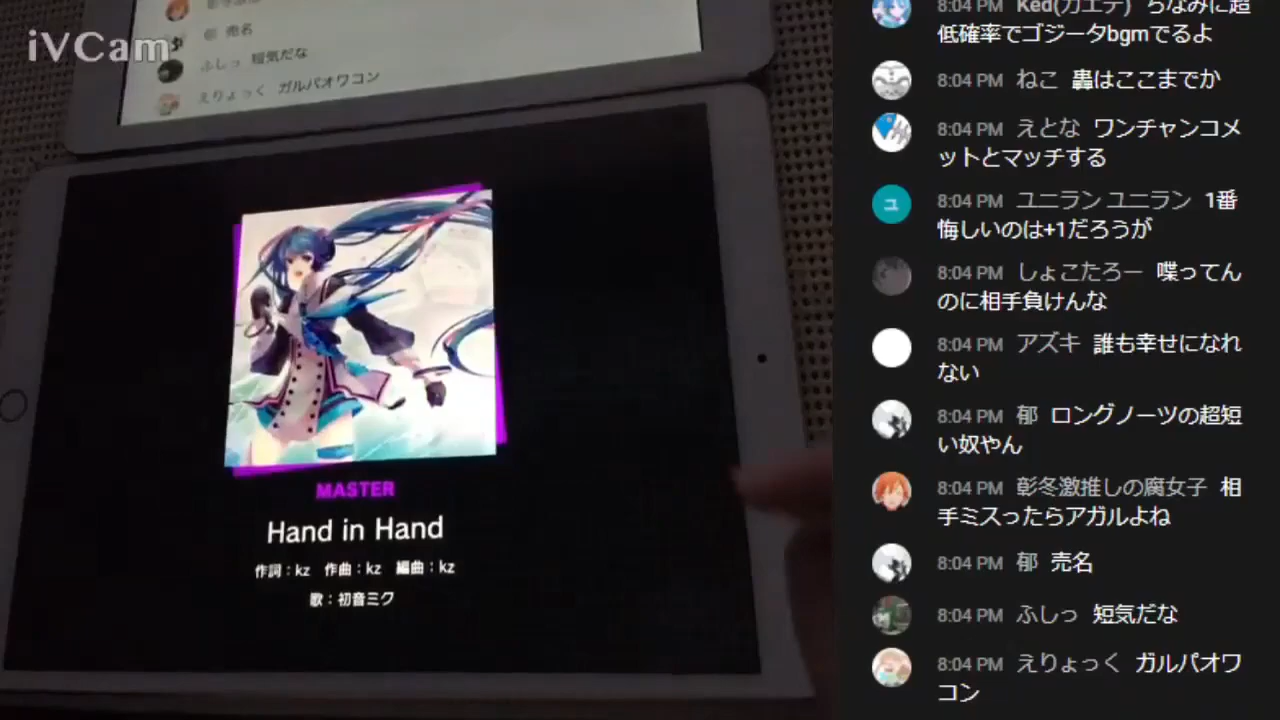 iVCam
郁 売名
ふしっ 短気だな
えりょっく ガルパオワコン
MASTER
Hand in Hand
作詞：kz 作曲：kz 編曲：kz
歌：初音ミク
8:04 PM Ked(カエデ) ちなみに超
低確率でゴジータbgmでるよ
8:04 PM ねこ 轟はここまでか
8:04 PM えとな ワンチャンコメ
ットとマッチする
ユ
8:04 PM ユニラン ユニラン 1番
悔しいのは+1だろうが
8:04 PM しょこたろー 喋ってん
のに相手負けんな
8:04 PM アズキ 誰も幸せになれ
ない
8:04 PM 郁 ロングノーツの超短
い奴やん
8:04 PM 彰冬激推しの腐女子 相
手ミスったらアガルよね
8:04 PM 郁 売名
8:04 PM ふしっ 短気だな
8:04 PM えりょっく ガルパオワ
コン